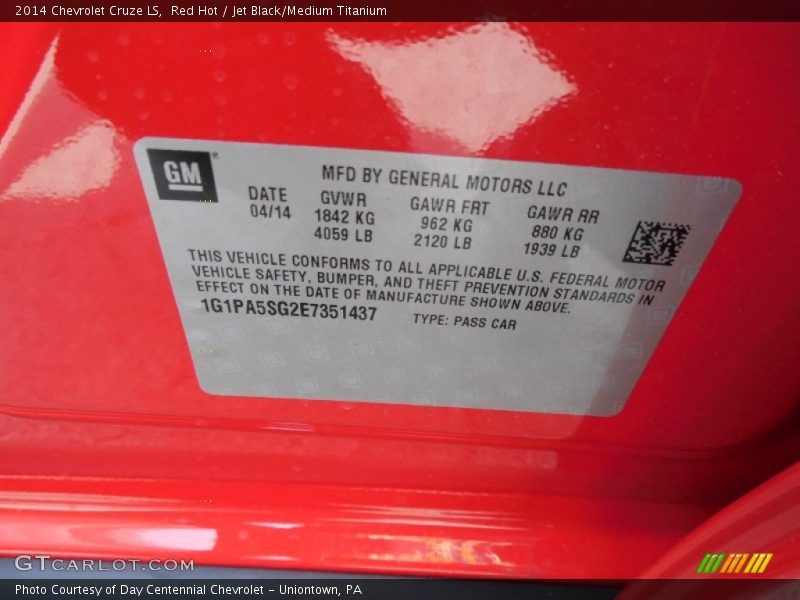 2014 Chevrolet Cruze LS,  Red Hot / Jet Black/Medium Titanium
GM
MFD BY GENERAL MOTORS LLC
DATE GVWR GAWR FRT GAWR RR
04/14 1842 KG 962 KG 880 KG
4059 LB 2120 LB 1939 LB
THIS VEHICLE CONFORMS TO ALL APPLICABLE U.S. FEDERAL MOTOR
VEHICLE SAFETY, BUMPER, AND THEFT PREVENTION STANDARDS IN
EFFECT ON THE DATE OF MANUFACTURE SHOWN ABOVE.
1G1PA5SG2E7351437 TYPE: PASS CAR
GTCARLOT.COM
Photo Courtesy of Day Centennial Chevrolet - Uniontown, PA